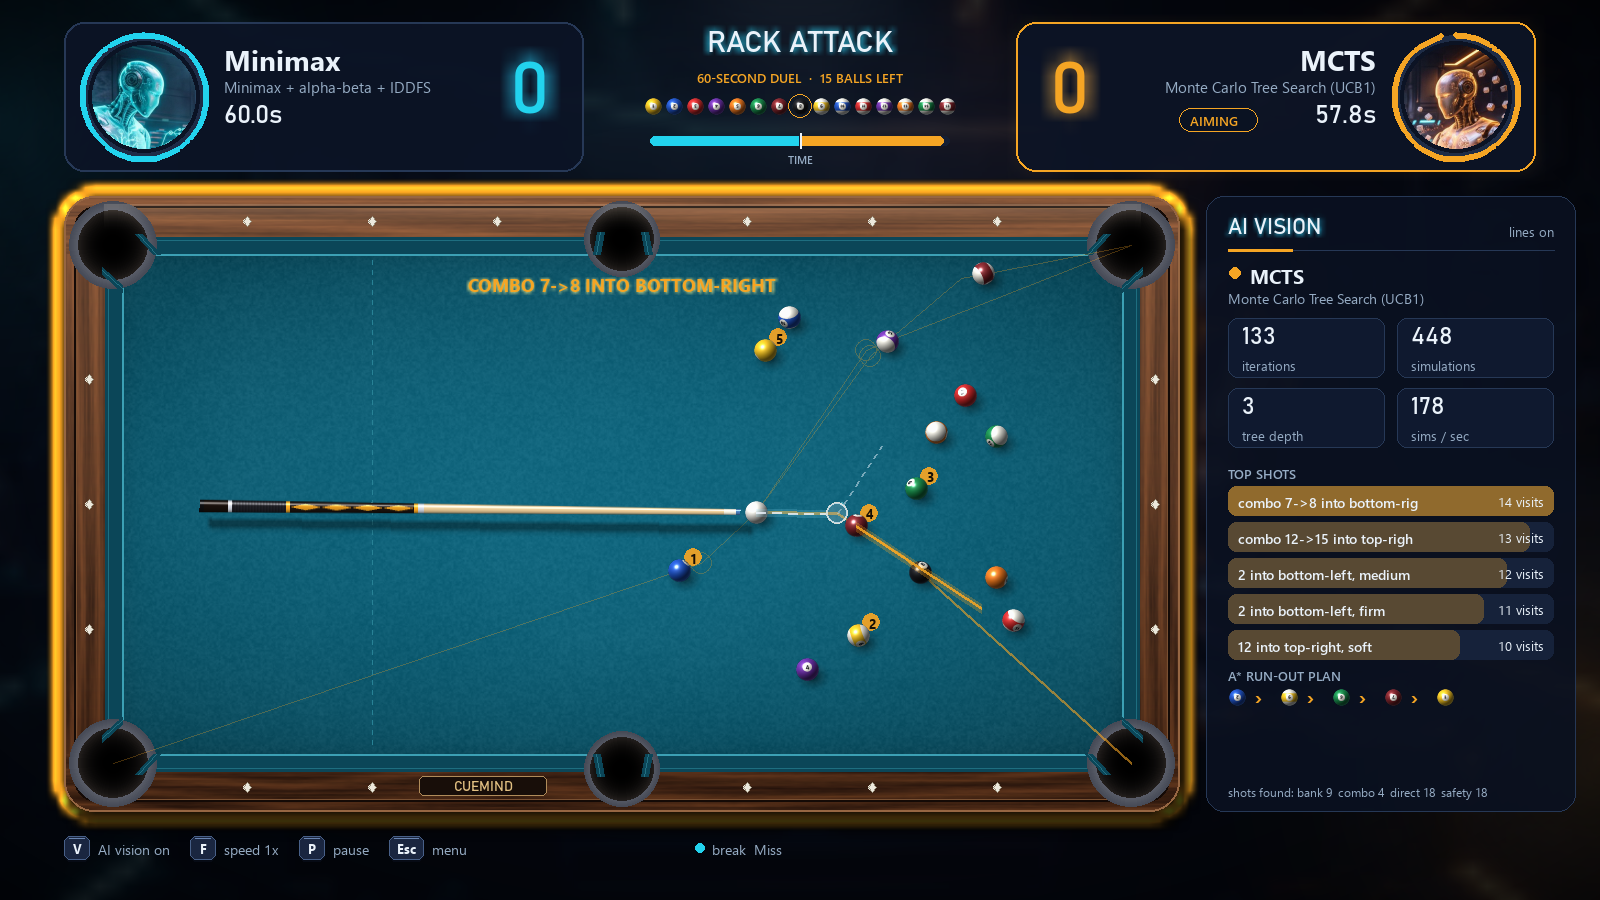 Minimax
Minimax + alpha-beta + IDDFS
60.0s
0
RACK ATTACK
60-SECOND DUEL · 15 BALLS LEFT
TIME
0
MCTS
Monte Carlo Tree Search (UCB1)
AIMING
57.8s
COMBO 7->8 INTO BOTTOM-RIGHT
5
3
4
1
2
CUEMIND
AI VISION
lines on
MCTS
Monte Carlo Tree Search (UCB1)
133
iterations
448
simulations
3
tree depth
178
sims / sec
TOP SHOTS
combo 7->8 into bottom-rig 14 visits
combo 12->15 into top-righ 13 visits
2 into bottom-left, medium 12 visits
2 into bottom-left, firm 11 visits
12 into top-right, soft 10 visits
A* RUN-OUT PLAN
shots found: bank 9 combo 4 direct 18 safety 18
V AI vision on F speed 1x P pause Esc menu
break Miss